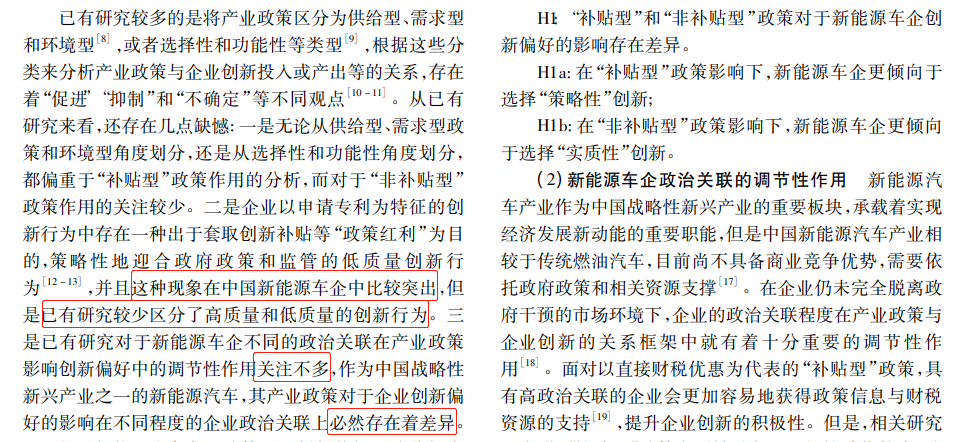 已有研究较多的是将产业政策区分为供给型、需求型
和环境型[8],或者选择性和功能性等类型[9],根据这些分
类来分析产业政策与企业创新投入或产出等的关系,存在
着“促进”“抑制”和“不确定”等不同观点[10-11]。从已有
研究来看,还存在几点缺憾:一是无论从供给型、需求型政
策和环境型角度划分,还是从选择性和功能性角度划分,
都偏重于“补贴型”政策作用的分析,而对于“非补贴型”
政策作用的关注较少。二是企业以申请专利为特征的创
新行为中存在一种出于套取创新补贴等“政策红利”为目
的,策略性地迎合政府政策和监管的低质量创新行
为[12-13],并且这种现象在中国新能源车企中比较突出,但
是已有研究较少区分了高质量和低质量的创新行为。三
是已有研究对于新能源车企不同的政治关联在产业政策
影响创新偏好中的调节性作用关注不多,作为中国战略性
新兴产业之一的新能源汽车,其产业政策对于企业创新偏
好的影响在不同程度的企业政治关联上必然存在着差异。
H1:“补贴型”和“非补贴型”政策对于新能源车企创
新偏好的影响存在差异。
H1a:在“补贴型”政策影响下,新能源车企更倾向于
选择“策略性”创新;
H1b:在“非补贴型”政策影响下,新能源车企更倾向
于选择“实质性”创新。
(2)新能源车企政治关联的调节性作用 新能源汽
车产业作为中国战略性新兴产业的重要板块,承载着实现
经济发展新动能的重要职能,但是中国新能源汽车产业相
较于传统燃油汽车,目前尚不具备商业竞争优势,需要依
托政府政策和相关资源支撑[17]。在企业仍未完全脱离政
府干预的市场环境下,企业的政治关联程度在产业政策与
企业创新的关系框架中就有着十分重要的调节性作
用[18]。面对以直接财税优惠为代表的“补贴型”政策,具
有高政治关联的企业会更加容易地获得政策信息与财税
资源的支持[19],提升企业创新的积极性。但是,相关研究